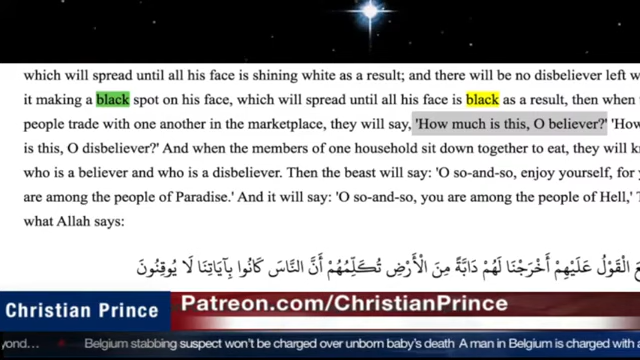 which will spread until all his face is shining white as a result; and there will be no disbeliever left w
it making a black spot on his face, which will spread until all his face is black as a result, then when
people trade with one another in the marketplace, they will say, 'How much is this, O believer?' 'How
is this, O disbeliever?' And when the members of one household sit down together to eat, they will k
who is a believer and who is a disbeliever. Then the beast will say: 'O so-and-so, enjoy yourself, for y
are among the people of Paradise.' And it will say: 'O so-and-so, you are among the people of Hell,'
what Allah says:
الْقَوْلُ عَلَيْهِمْ أَخْرَجْنَا لَهُمْ دَابَّةً مِنَ الْأَرْضِ تُكَلِّمُهُمْ أَنَّ النَّاسَ كَانُوا بِآيَاتِنَا لَا يُوقِنُونَ
Christian Prince Patreon.com/ChristianPrince
yond… Belgium stabbing suspect won't be charged over unborn baby's death A man in Belgium is charged with